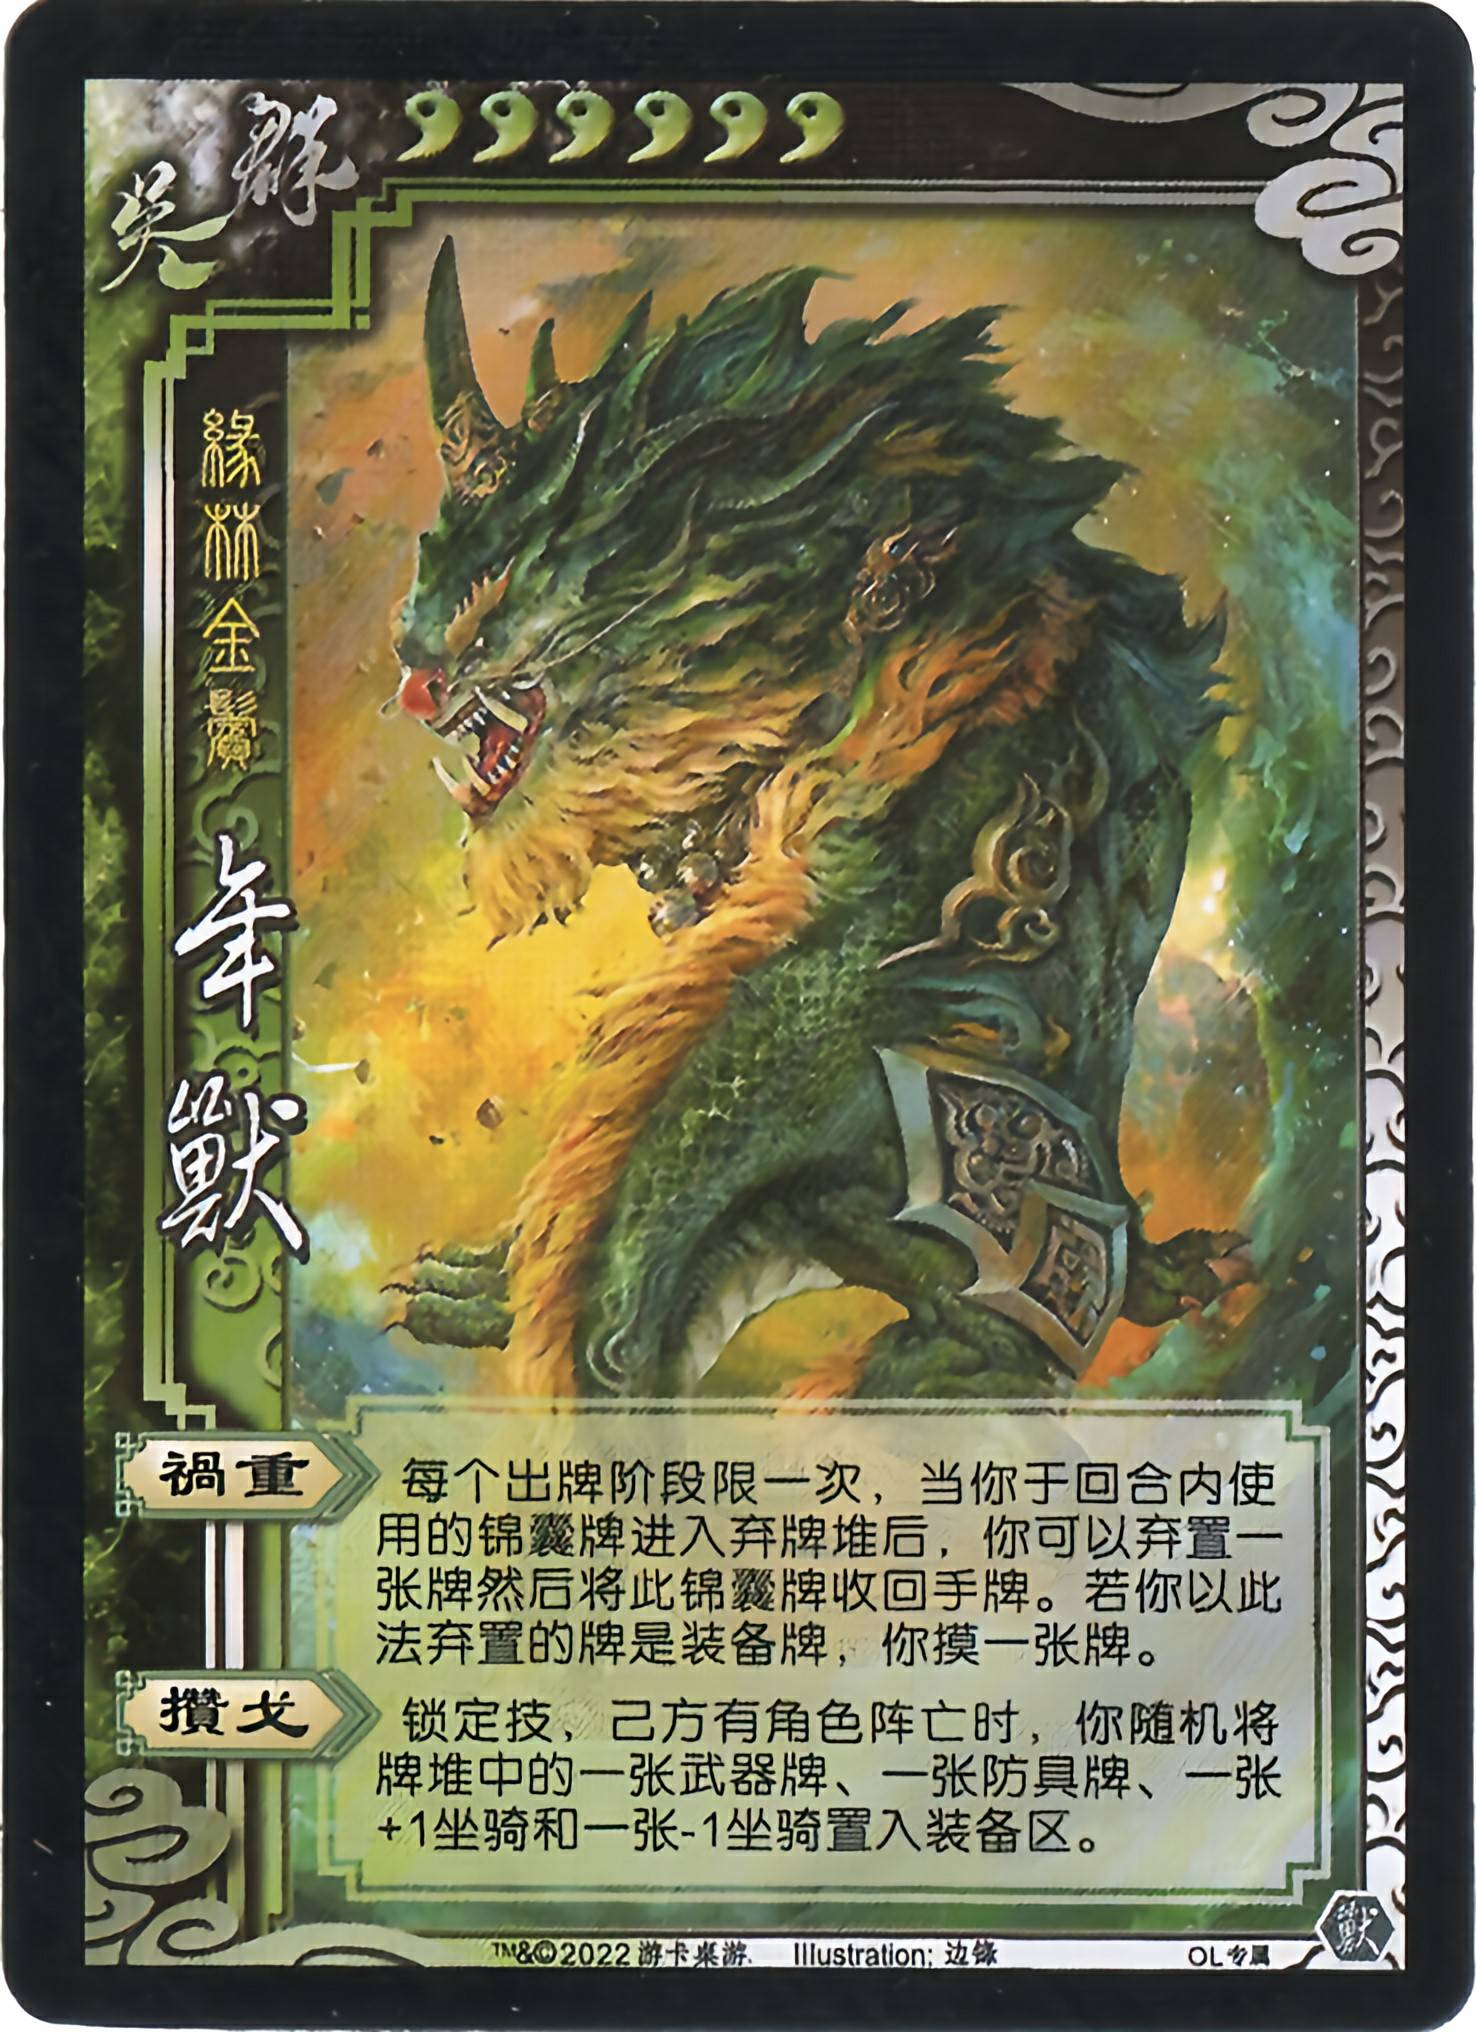 吴 群
緣林金鬃
年獸
禍重
每个出牌阶段限一次，当你于回合内使
用的锦囊牌进入弃牌堆后，你可以弃置一
张牌然后将此锦囊牌收回手牌。若你以此
法弃置的牌是装备牌，你摸一张牌。
攢戈
锁定技，己方有角色阵亡时，你随机将
牌堆中的一张武器牌、一张防具牌、一张
+1坐骑和一张-1坐骑置入装备区。
™&©2022游卡桌游. Illustration; 边锋
OL专属
獸